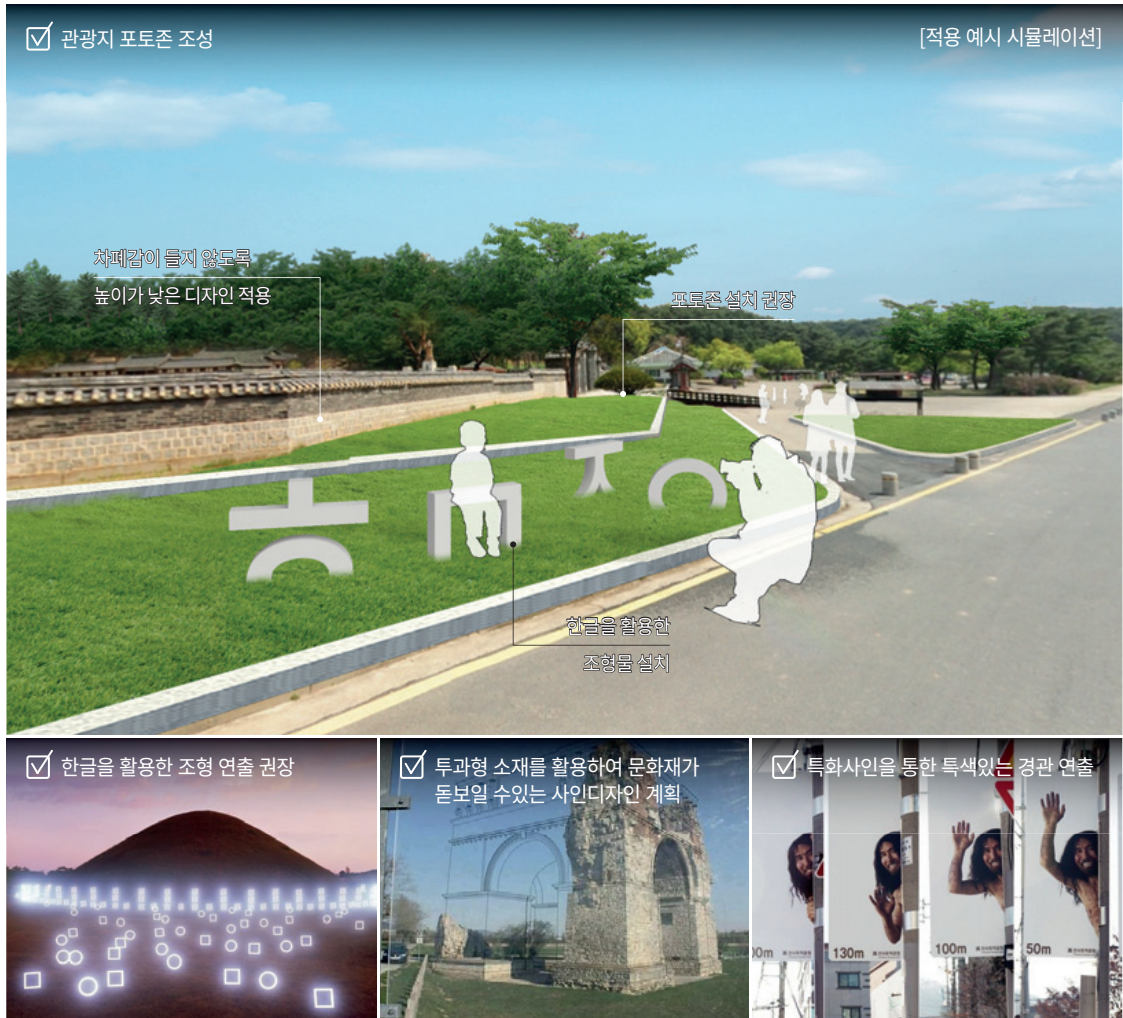 관광지 포토존 조성
[적용 예시 시뮬레이션]
차폐감이 들지 않도록
높이가 낮은 디자인 적용
포토존 설치 권장
한글을 활용한
조형물 설치
한글을 활용한 조형 연출 권장
투과형 소재를 활용하여 문화재가
돋보일 수있는 사인디자인 계획
특화사인을 통한 특색있는 경관 연출
130m
100m
50m